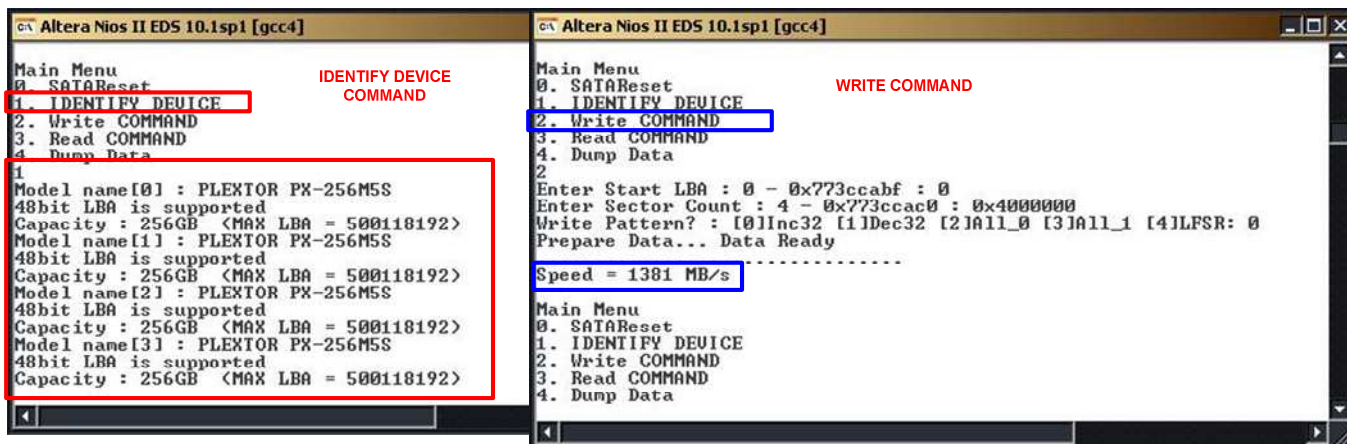 Altera Nios II EDS 10.1sp1 [gcc4]
Main Menu
0. SATAReset
1. IDENTIFY DEVICE
2. Write COMMAND
3. Read COMMAND
4. Dump Data
1
Model name[0] : PLEXTOR PX-256M5S
48bit LBA is supported
Capacity : 256GB  (MAX LBA = 500118192)
Model name[1] : PLEXTOR PX-256M5S
48bit LBA is supported
Capacity : 256GB  (MAX LBA = 500118192)
Model name[2] : PLEXTOR PX-256M5S
48bit LBA is supported
Capacity : 256GB  (MAX LBA = 500118192)
Model name[3] : PLEXTOR PX-256M5S
48bit LBA is supported
Capacity : 256GB  (MAX LBA = 500118192)
IDENTIFY DEVICE
COMMAND
Altera Nios II EDS 10.1sp1 [gcc4]
Main Menu
0. SATAReset
1. IDENTIFY DEVICE
2. Write COMMAND
3. Read COMMAND
4. Dump Data
2
Enter Start LBA : 0 - 0x773ccabf : 0
Enter Sector Count : 4 - 0x773ccac0 : 0x4000000
Write Pattern? : [0]Inc32 [1]Dec32 [2]All_0 [3]All_1 [4]LFSR: 0
Prepare Data... Data Ready
..............................
Speed = 1381 MB/s
Main Menu
0. SATAReset
1. IDENTIFY DEVICE
2. Write COMMAND
3. Read COMMAND
4. Dump Data
WRITE COMMAND